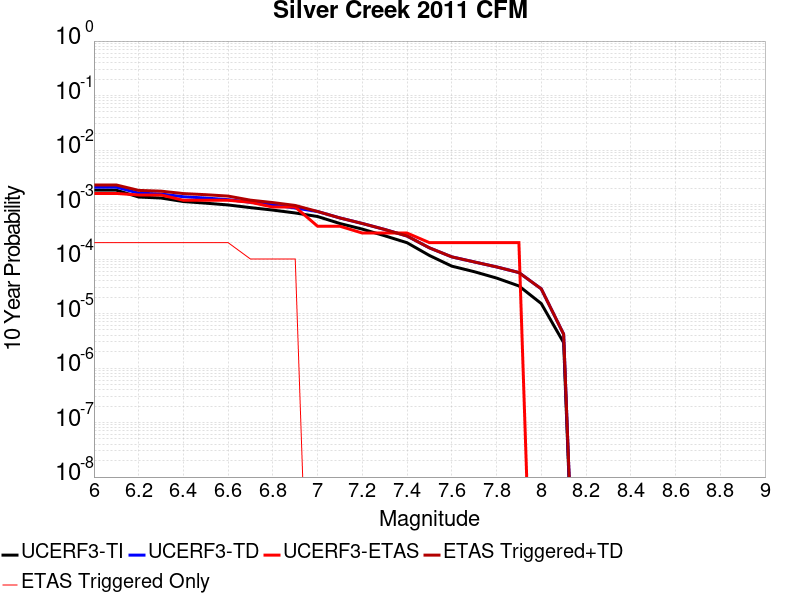 Silver Creek 2011 CFM
10 0
10 -1
10 -2
10 -3
10 -4
10 -5
10 -6
10 -7
10 -8
10 Year Probability
6 6.2 6.4 6.6 6.8 7 7.2 7.4 7.6 7.8 8 8.2 8.4 8.6 8.8 9
Magnitude
UCERF3-TI UCERF3-TD UCERF3-ETAS ETAS Triggered+TD
ETAS Triggered Only